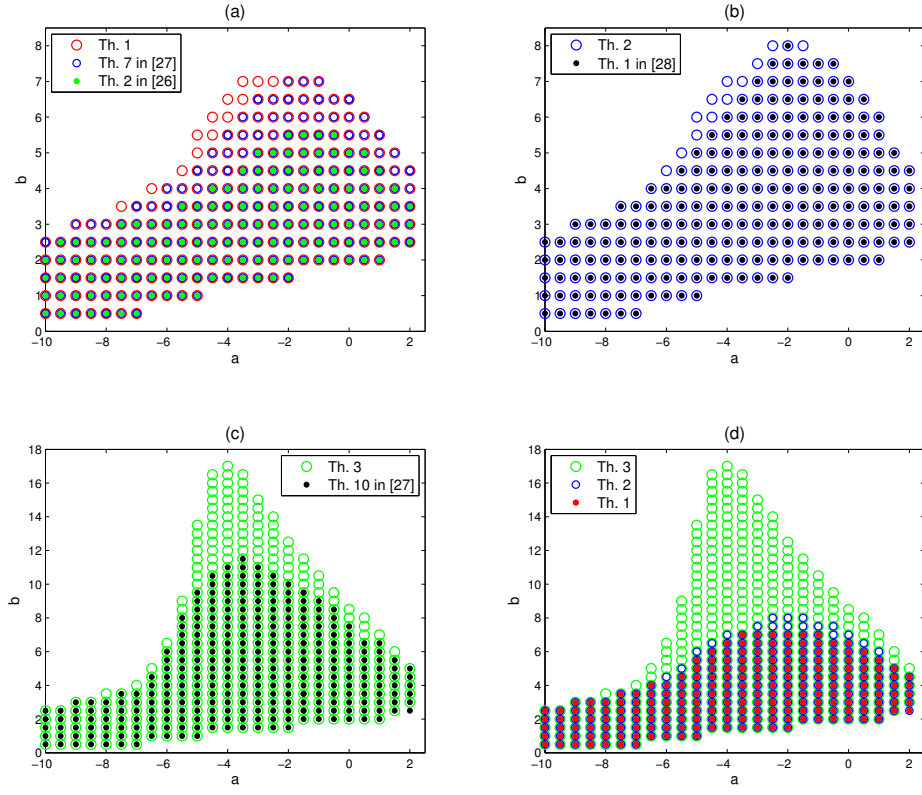 (a)
Th. 1
Th. 7 in [27]
Th. 2 in [26]
b
8
7
6
5
4
3
2
1
0
−10 −8 −6 −4 −2 0 2
a
(b)
Th. 2
Th. 1 in [28]
b
8
7
6
5
4
3
2
1
0
−10 −8 −6 −4 −2 0 2
a
(c)
Th. 3
Th. 10 in [27]
b
18
16
14
12
10
8
6
4
2
0
−10 −8 −6 −4 −2 0 2
a
(d)
Th. 3
Th. 2
Th. 1
b
18
16
14
12
10
8
6
4
2
0
−10 −8 −6 −4 −2 0 2
a